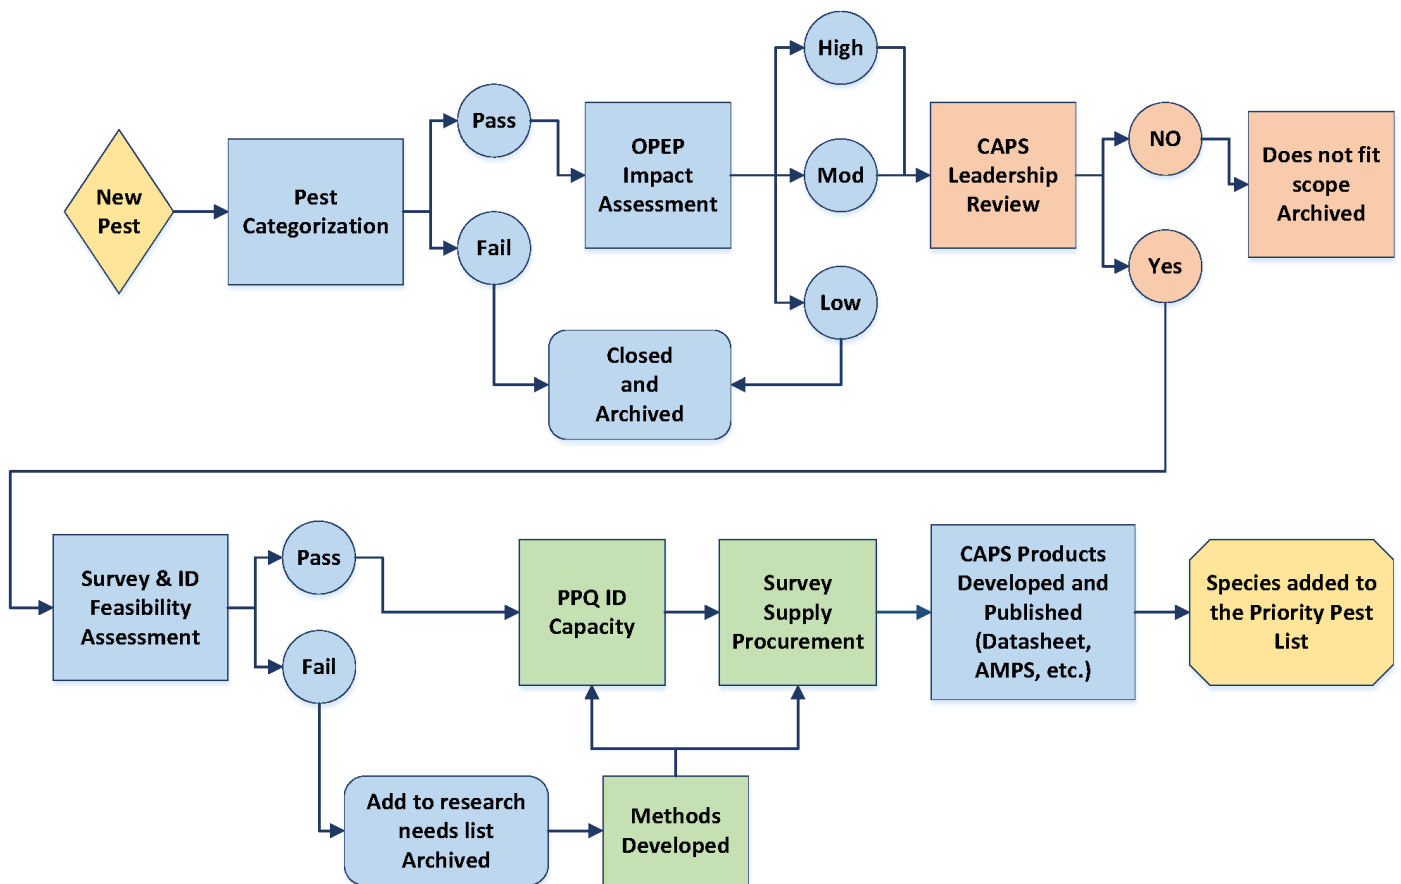 New
Pest
Pest
Categorization
Pass
Fail
OPEP
Impact
Assessment
Closed
and
Archived
High
Mod
Low
CAPS
Leadership
Review
NO
Yes
Does not fit
scope
Archived
Survey & ID
Feasibility
Assessment
Pass
Fail
Add to research
needs list
Archived
Methods
Developed
PPQ ID
Capacity
Survey
Supply
Procurement
CAPS Products
Developed and
Published
(Datasheet,
AMPS, etc.)
Species added to
the Priority Pest
List